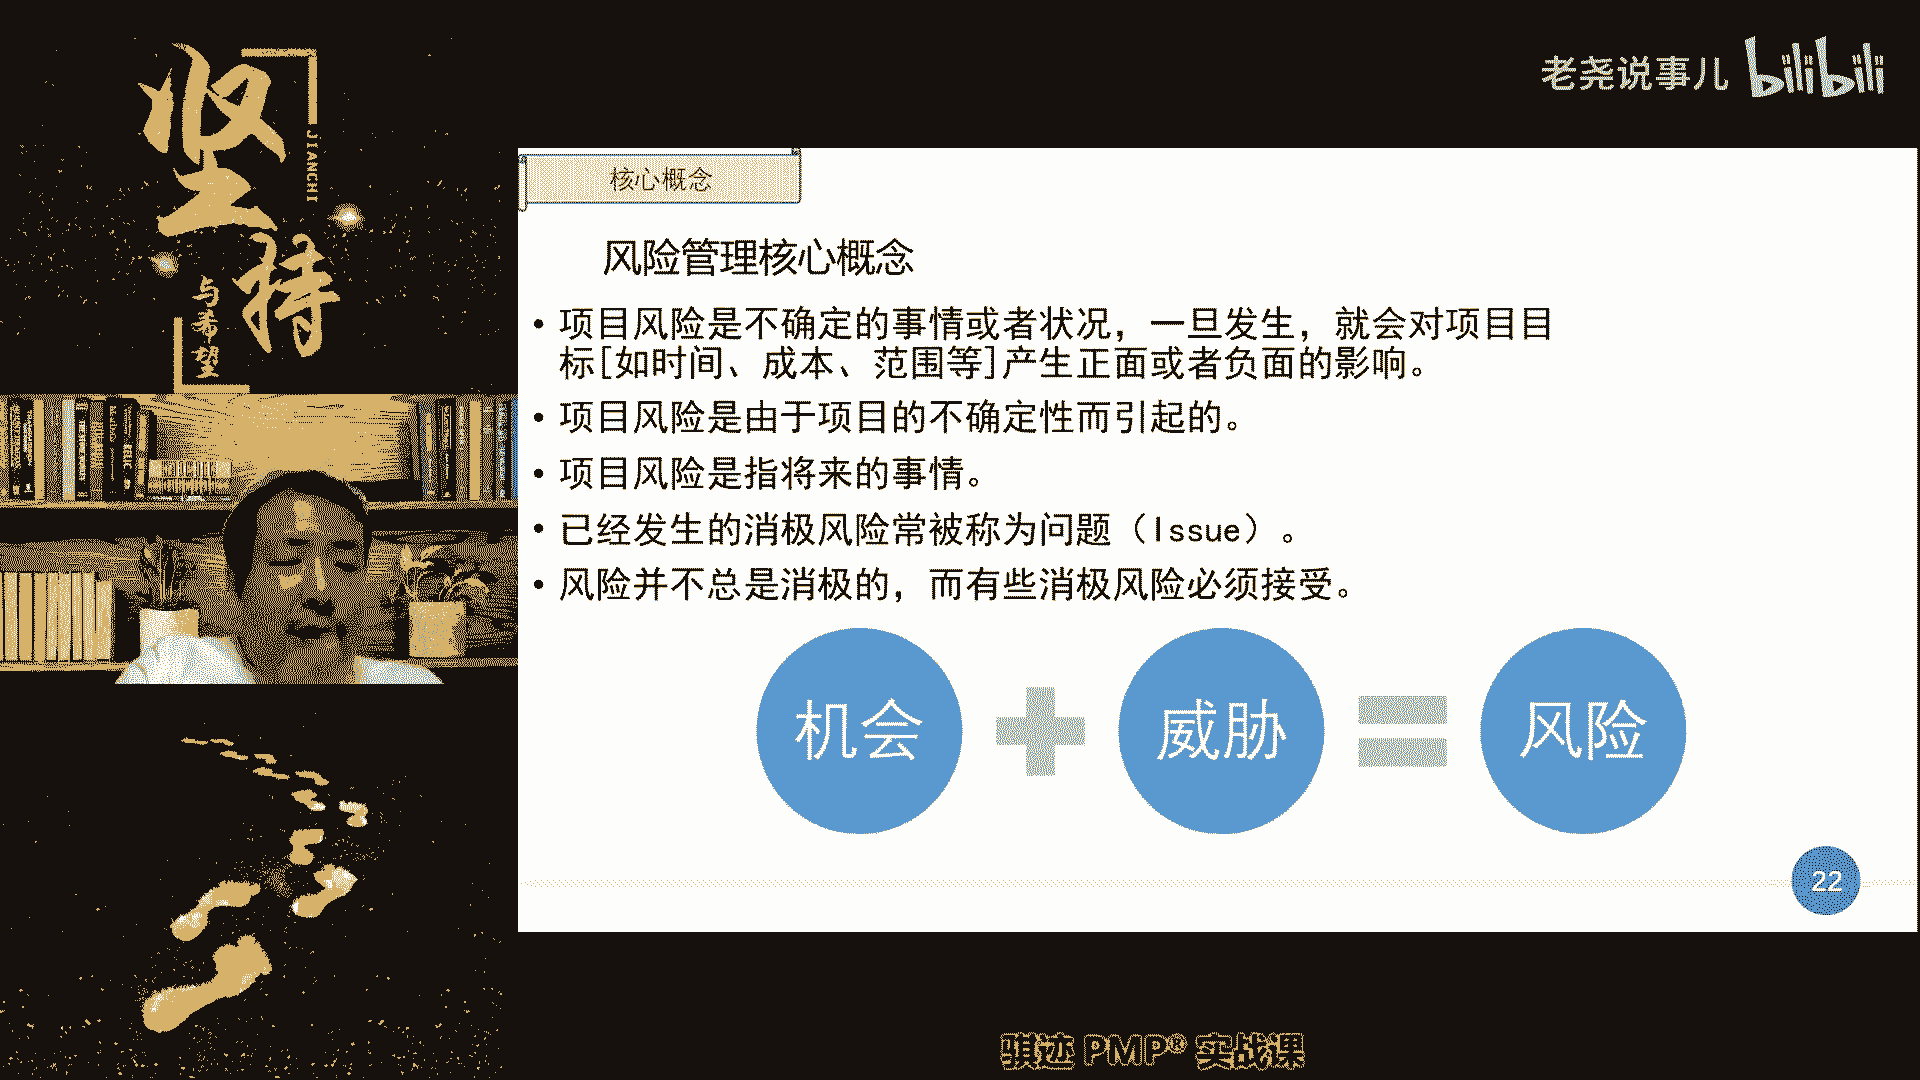 坚持
JIANCHI
与希望
老尧说事儿 bilibili
核心概念
风险管理核心概念
• 项目风险是不确定的事情或者状况，一旦发生，就会对项目目
标[如时间、成本、范围等]产生正面或者负面的影响。
• 项目风险是由于项目的不确定性而引起的。
• 项目风险是指将来的事情。
• 已经发生的消极风险常被称为问题（Issue）。
• 风险并不总是消极的，而有些消极风险必须接受。
机会 + 威胁 = 风险
22
骐迹 PMP® 实战课